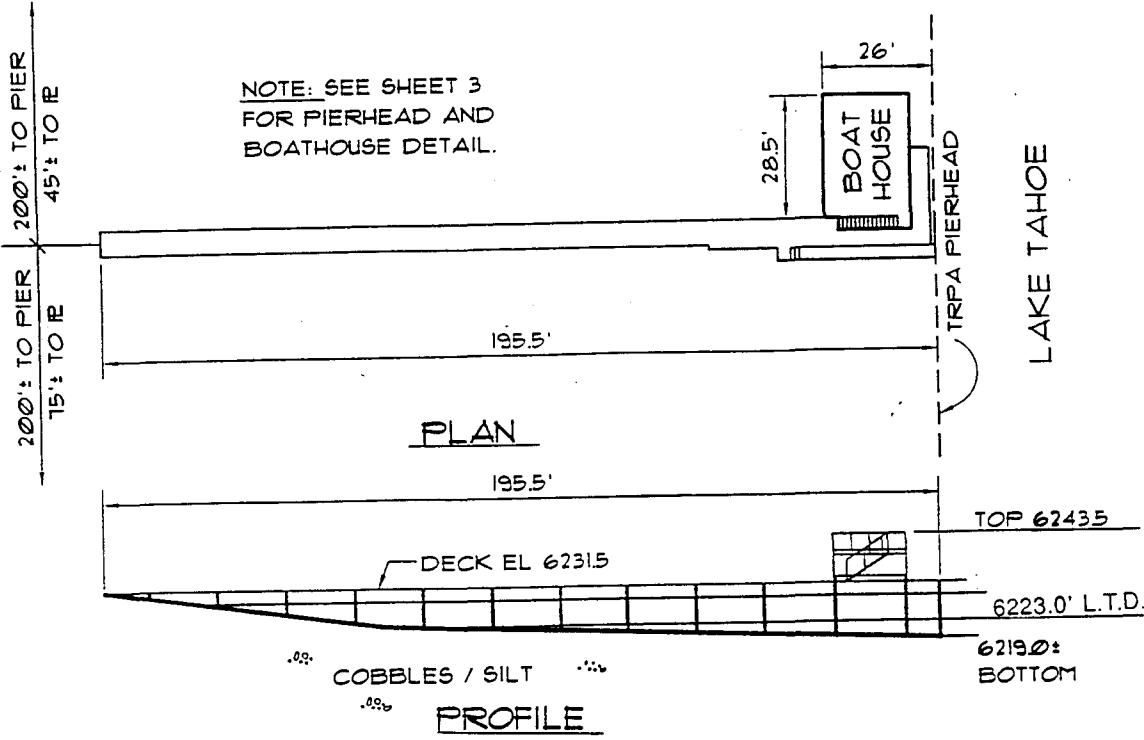 200'± TO PIER
45'± TO ⅊
NOTE: SEE SHEET 3
FOR PIERHEAD AND
BOATHOUSE DETAIL.
26'
28.5'
BOAT
HOUSE
TRPA PIERHEAD
LAKE TAHOE
200'± TO PIER
75'± TO ⅊
195.5'
PLAN
195.5'
TOP 6243.5
DECK EL 6231.5
6223.0' L.T.D.
6219.0±
BOTTOM
COBBLES / SILT
PROFILE